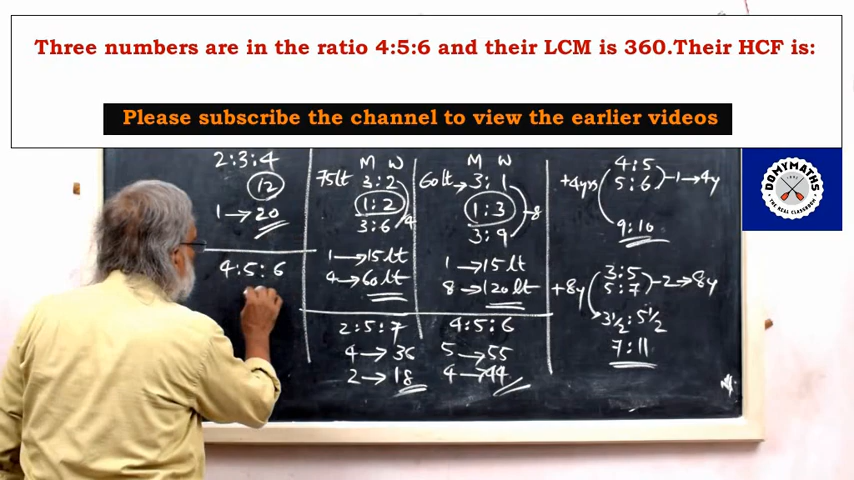 Three numbers are in the ratio 4:5:6 and their LCM is 360.Their HCF is:
Please subscribe the channel to view the earlier videos
2:3:4
12
1→20
4:5:6
M W
75lt 3:2
1:2
3:6 4
1→15lt
4→60lt
2:5:7
4→36
2→18
M W
60lt→3:1
1:3 8
3:9
1→15lt
8→120lt
4:5:6
5→55
4→44
4:5
+4yrs 5:6 1→4y
9:10
3:5
+8y 5:7 2→8y
3½:5½
7:11
DOMYMATHS
THE REAL CLASSROOM